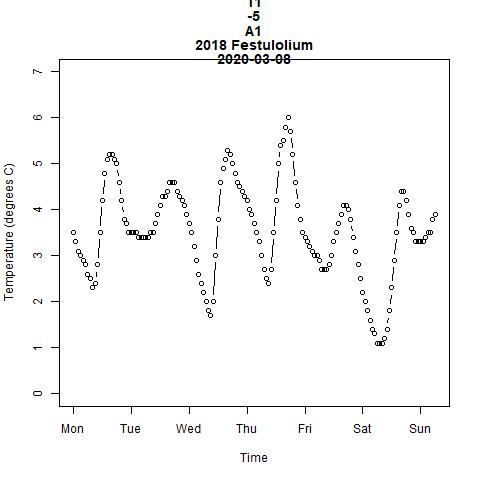 T1
-5
A1
2018 Festulolium
2020-03-08
Temperature (degrees C)
7
6
5
4
3
2
1
0
Mon Tue Wed Thu Fri Sat Sun
Time